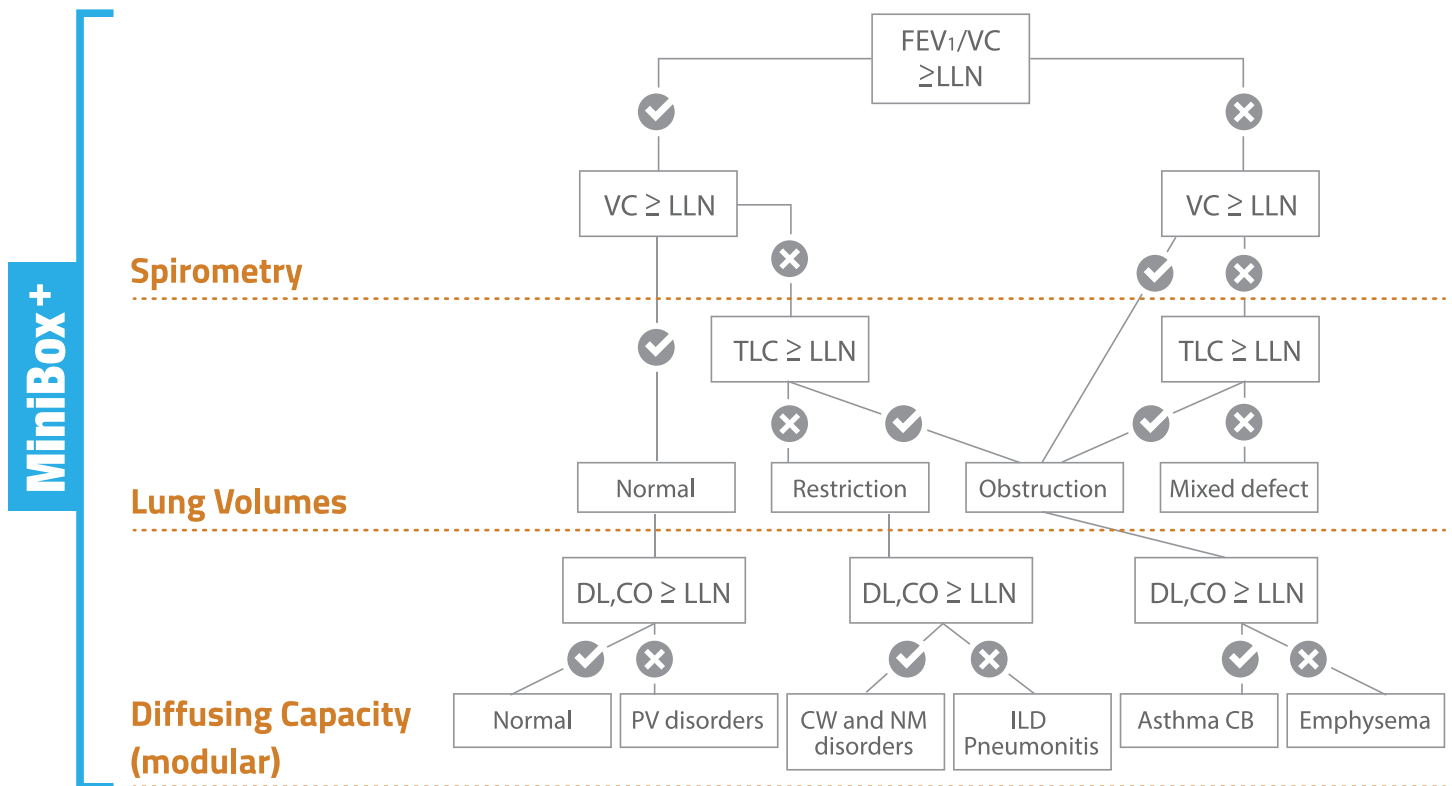 FEV₁/VC
≥LLN
VC ≥ LLN
VC ≥ LLN
Spirometry
MiniBox+
TLC ≥ LLN
TLC ≥ LLN
Normal
Restriction
Obstruction
Mixed defect
Lung Volumes
DL,CO ≥ LLN
DL,CO ≥ LLN
DL,CO ≥ LLN
Diffusing Capacity
(modular)
Normal
PV disorders
CW and NM
disorders
ILD
Pneumonitis
Asthma CB
Emphysema